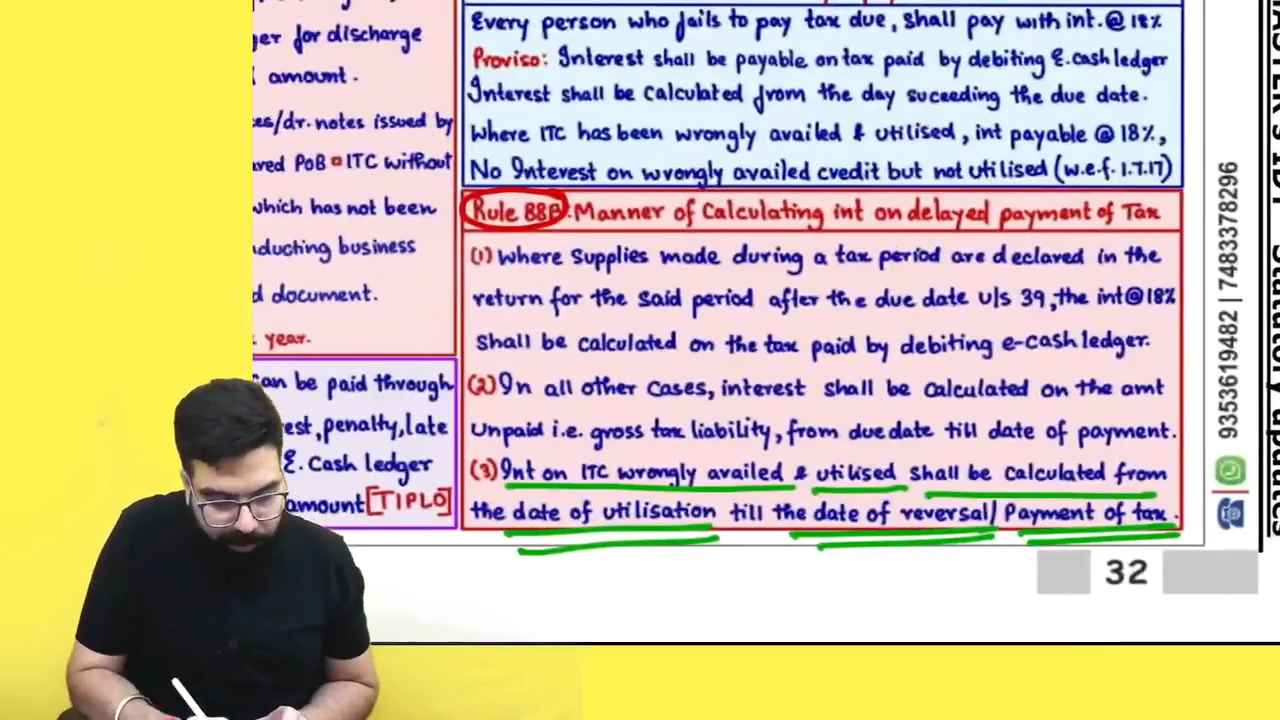 ger for discharge
amount.
es/dr. notes issued by
PoB ITC without
which has not been
ducting business
d document.
year.
can be paid through
est, penalty, late
E. Cash ledger
amount [TIPLO]
Every person who fails to pay tax due, shall pay with int. @ 18%
Proviso: Interest shall be payable on tax paid by debiting E. cash ledger
Interest shall be calculated from the day suceeding the due date.
Where ITC has been wrongly availed & utilised, int payable @ 18%,
No Interest on wrongly availed credit but not utilised (w.e.f. 1.7.17)
Rule 88B: Manner of Calculating int on delayed payment of Tax
(1) Where Supplies made during a tax period are declared in the
return for the said period after the due date u/s 39, the int @ 18%
Shall be calculated on the tax paid by debiting e-cash ledger.
(2) In all other cases, interest shall be calculated on the amt
Unpaid i.e. gross tax liability, from due date till date of payment.
(3) Int on ITC wrongly availed & utilised shall be calculated from
the date of utilisation till the date of reversal/ Payment of tax.
32
9353619482 | 7483378296
Statutory updates